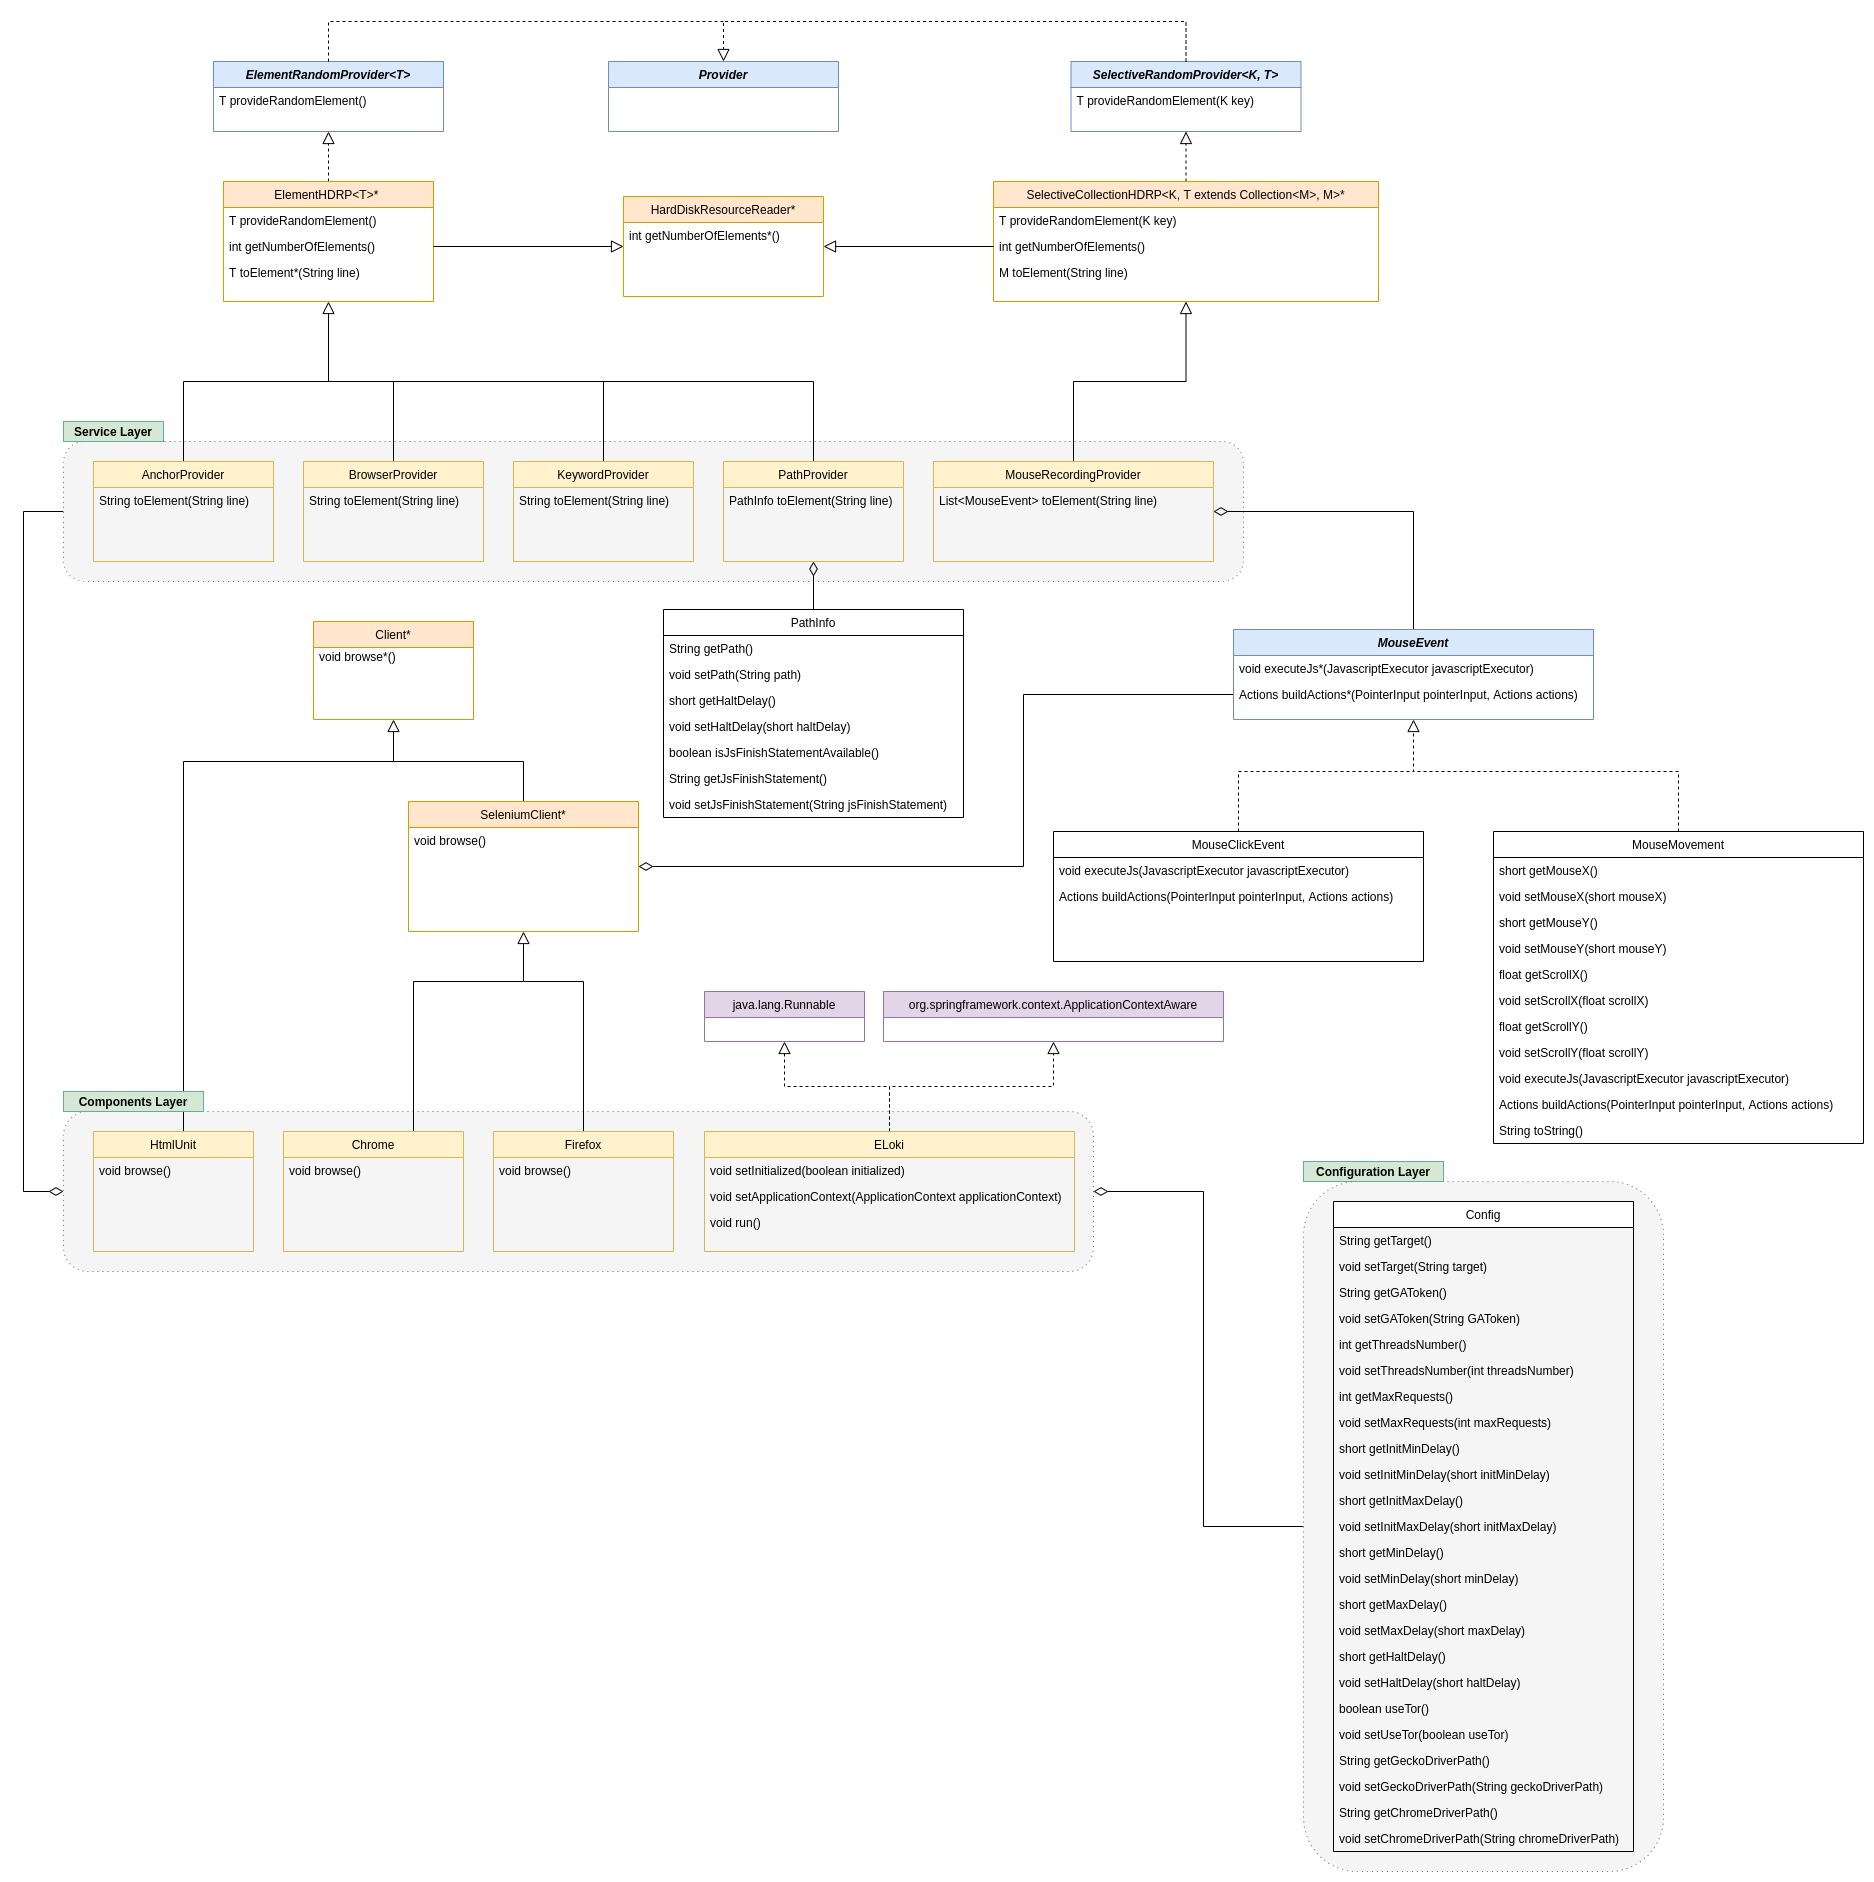 ElementRandomProvider<T>
T provideRandomElement()
Provider
SelectiveRandomProvider<K, T>
T provideRandomElement(K key)
ElementHDRP<T>*
T provideRandomElement()
int getNumberOfElements()
T toElement*(String line)
HardDiskResourceReader*
int getNumberOfElements*()
SelectiveCollectionHDRP<K, T extends Collection<M>, M>*
T provideRandomElement(K key)
int getNumberOfElements()
M toElement(String line)
Service Layer
AnchorProvider
String toElement(String line)
BrowserProvider
String toElement(String line)
KeywordProvider
String toElement(String line)
PathProvider
PathInfo toElement(String line)
MouseRecordingProvider
List<MouseEvent> toElement(String line)
Client*
void browse*()
PathInfo
String getPath()
void setPath(String path)
short getHaltDelay()
void setHaltDelay(short haltDelay)
boolean isJsFinishStatementAvailable()
String getJsFinishStatement()
void setJsFinishStatement(String jsFinishStatement)
MouseEvent
void executeJs*(JavascriptExecutor javascriptExecutor)
Actions buildActions*(PointerInput pointerInput, Actions actions)
SeleniumClient*
void browse()
MouseClickEvent
void executeJs(JavascriptExecutor javascriptExecutor)
Actions buildActions(PointerInput pointerInput, Actions actions)
MouseMovement
short getMouseX()
void setMouseX(short mouseX)
short getMouseY()
void setMouseY(short mouseY)
float getScrollX()
void setScrollX(float scrollX)
float getScrollY()
void setScrollY(float scrollY)
void executeJs(JavascriptExecutor javascriptExecutor)
Actions buildActions(PointerInput pointerInput, Actions actions)
String toString()
java.lang.Runnable
org.springframework.context.ApplicationContextAware
Components Layer
HtmlUnit
void browse()
Chrome
void browse()
Firefox
void browse()
ELoki
void setInitialized(boolean initialized)
void setApplicationContext(ApplicationContext applicationContext)
void run()
Configuration Layer
Config
String getTarget()
void setTarget(String target)
String getGAToken()
void setGAToken(String GAToken)
int getThreadsNumber()
void setThreadsNumber(int threadsNumber)
int getMaxRequests()
void setMaxRequests(int maxRequests)
short getInitMinDelay()
void setInitMinDelay(short initMinDelay)
short getInitMaxDelay()
void setInitMaxDelay(short initMaxDelay)
short getMinDelay()
void setMinDelay(short minDelay)
short getMaxDelay()
void setMaxDelay(short maxDelay)
short getHaltDelay()
void setHaltDelay(short haltDelay)
boolean useTor()
void setUseTor(boolean useTor)
String getGeckoDriverPath()
void setGeckoDriverPath(String geckoDriverPath)
String getChromeDriverPath()
void setChromeDriverPath(String chromeDriverPath)